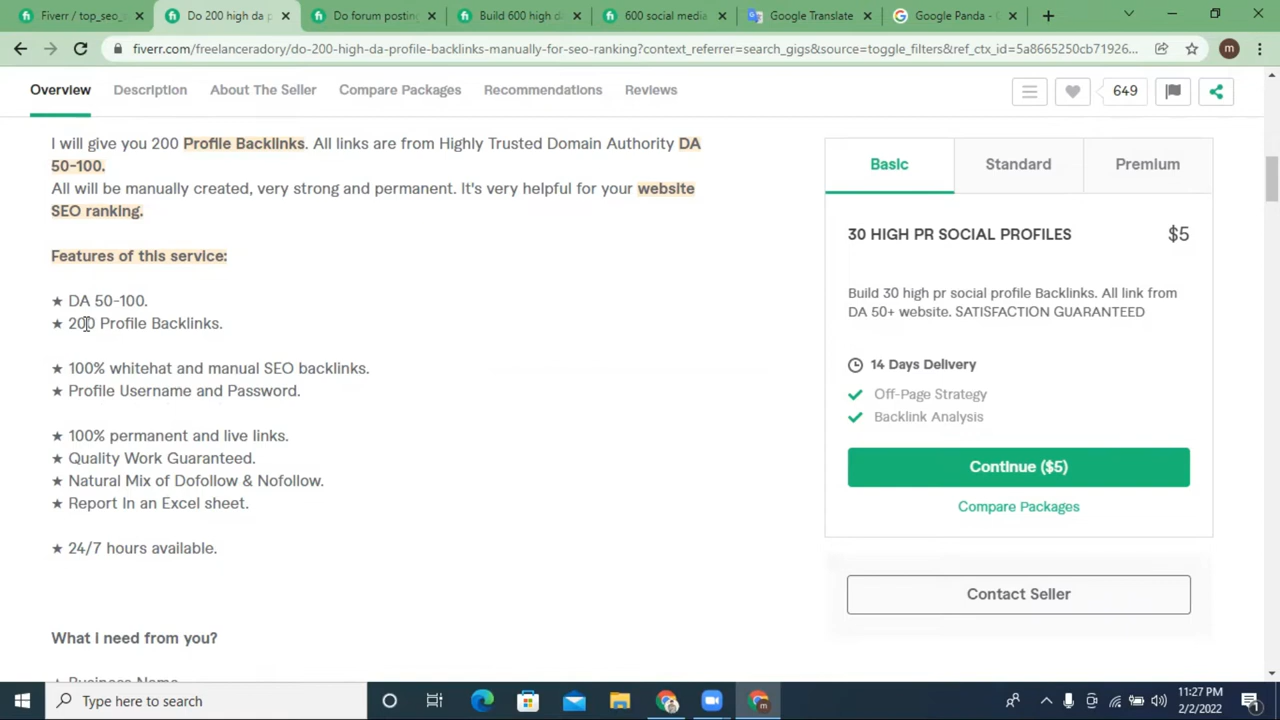 Fiverr / top_seo_
Do 200 high da p
Do forum posting
Build 600 high d
600 social media
Google Translate
Google Panda - G
fiverr.com/freelanceradory/do-200-high-da-profile-backlinks-manually-for-seo-ranking?context_referrer=search_gigs&source=toggle_filters&ref_ctx_id=5a8665250cb71926...
m
Overview
Description
About The Seller
Compare Packages
Recommendations
Reviews
649
I will give you 200 Profile Backlinks. All links are from Highly Trusted Domain Authority DA
50-100.
All will be manually created, very strong and permanent. It's very helpful for your website
SEO ranking.
Features of this service:
★ DA 50-100.
★ 200 Profile Backlinks.
★ 100% whitehat and manual SEO backlinks.
★ Profile Username and Password.
★ 100% permanent and live links.
★ Quality Work Guaranteed.
★ Natural Mix of Dofollow & Nofollow.
★ Report In an Excel sheet.
★ 24/7 hours available.
What I need from you?
Business Name
Basic
Standard
Premium
30 HIGH PR SOCIAL PROFILES
$5
Build 30 high pr social profile Backlinks. All link from
DA 50+ website. SATISFACTION GUARANTEED
14 Days Delivery
Off-Page Strategy
Backlink Analysis
Continue ($5)
Compare Packages
Contact Seller
Type here to search
11:27 PM
2/2/2022